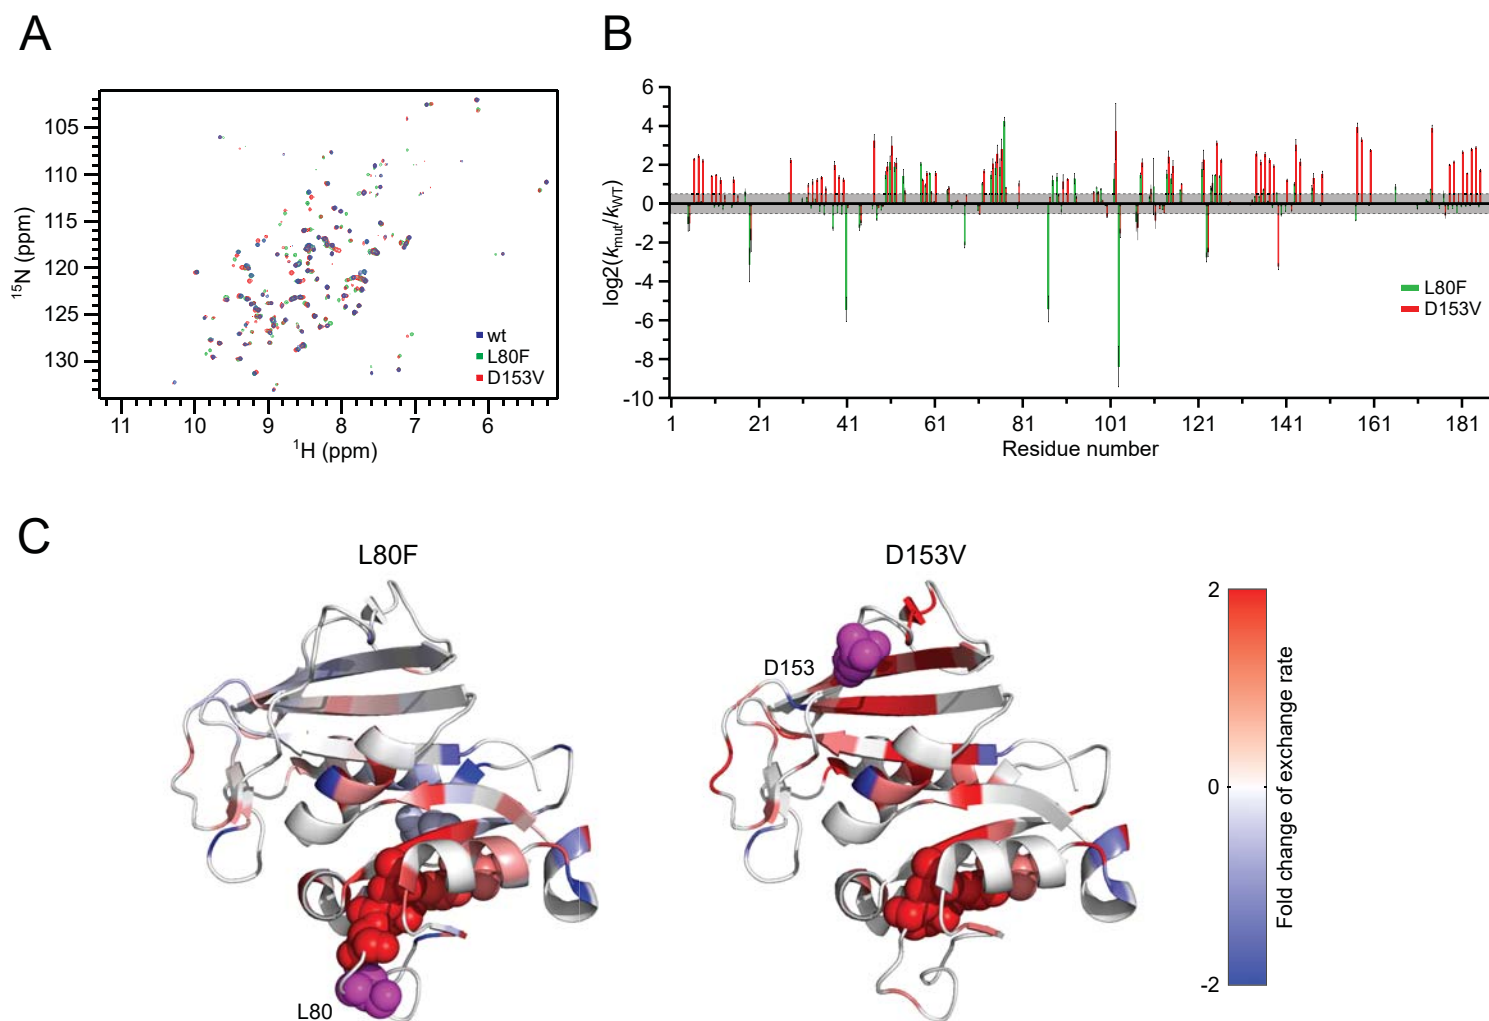 A
B
105
110
115
120
125
130
¹⁵N (ppm)
wt
L80F
D153V
11 10 9 8 7 6
¹H (ppm)
6
4
2
0
-2
-4
-6
-8
-10
log2(k_mut/k_WT)
L80F
D153V
1 21 41 61 81 101 121 141 161 181
Residue number
C
L80F
D153V
D153
L80
2
0
-2
Fold change of exchange rate